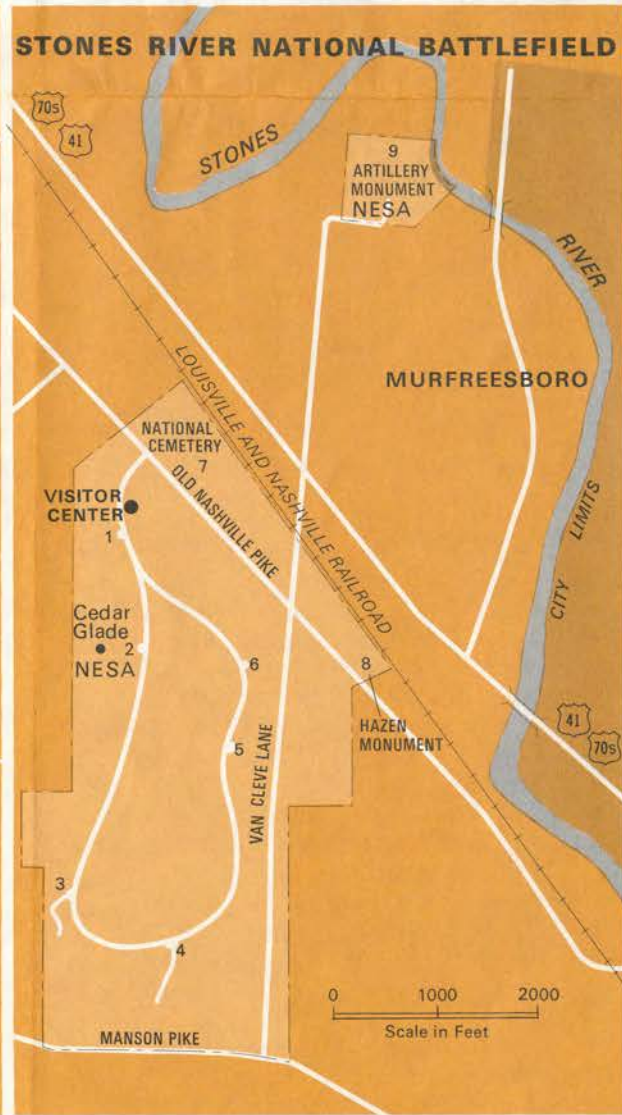 STONES RIVER NATIONAL BATTLEFIELD
70s
41
STONES
9
ARTILLERY
MONUMENT
NESA
RIVER
MURFREESBORO
LOUISVILLE AND NASHVILLE RAILROAD
NATIONAL
CEMETERY
7
OLD NASHVILLE PIKE
VISITOR
CENTER
1
CITY LIMITS
Cedar
Glade
2
NESA
6
8
5
HAZEN
MONUMENT
41
70s
VAN CLEVE LANE
3
4
0 1000 2000
Scale in Feet
MANSON PIKE